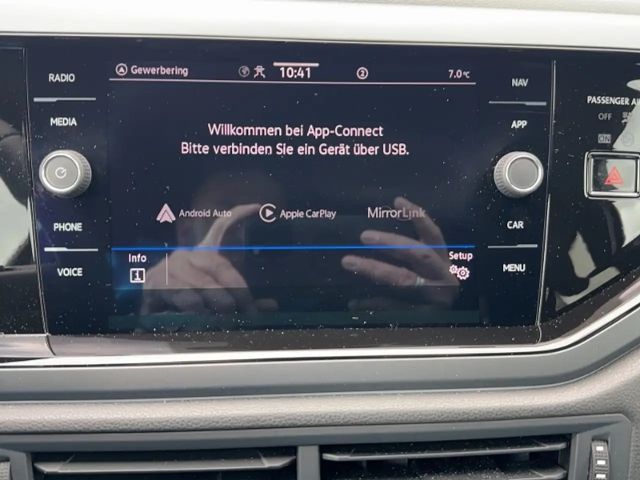 RADIO
MEDIA
PHONE
VOICE
Gewerbering
10:41
2
7.0°C
Willkommen bei App-Connect
Bitte verbinden Sie ein Gerät über USB.
Android Auto
Apple CarPlay
MirrorLink
Info
Setup
NAV
APP
CAR
MENU
PASSENGER AI
OFF
ON